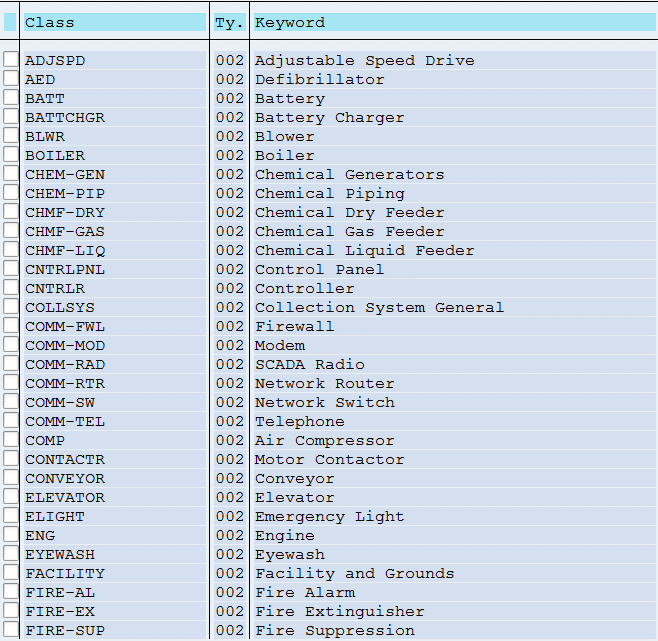 Class Ty. Keyword
ADJSPD 002 Adjustable Speed Drive
AED 002 Defibrillator
BATT 002 Battery
BATTCHGR 002 Battery Charger
BLWR 002 Blower
BOILER 002 Boiler
CHEM-GEN 002 Chemical Generators
CHEM-PIP 002 Chemical Piping
CHMF-DRY 002 Chemical Dry Feeder
CHMF-GAS 002 Chemical Gas Feeder
CHMF-LIQ 002 Chemical Liquid Feeder
CNTRLPNL 002 Control Panel
CNTRLR 002 Controller
COLLSYS 002 Collection System General
COMM-FWL 002 Firewall
COMM-MOD 002 Modem
COMM-RAD 002 SCADA Radio
COMM-RTR 002 Network Router
COMM-SW 002 Network Switch
COMM-TEL 002 Telephone
COMP 002 Air Compressor
CONTACTR 002 Motor Contactor
CONVEYOR 002 Conveyor
ELEVATOR 002 Elevator
ELIGHT 002 Emergency Light
ENG 002 Engine
EYEWASH 002 Eyewash
FACILITY 002 Facility and Grounds
FIRE-AL 002 Fire Alarm
FIRE-EX 002 Fire Extinguisher
FIRE-SUP 002 Fire Suppression